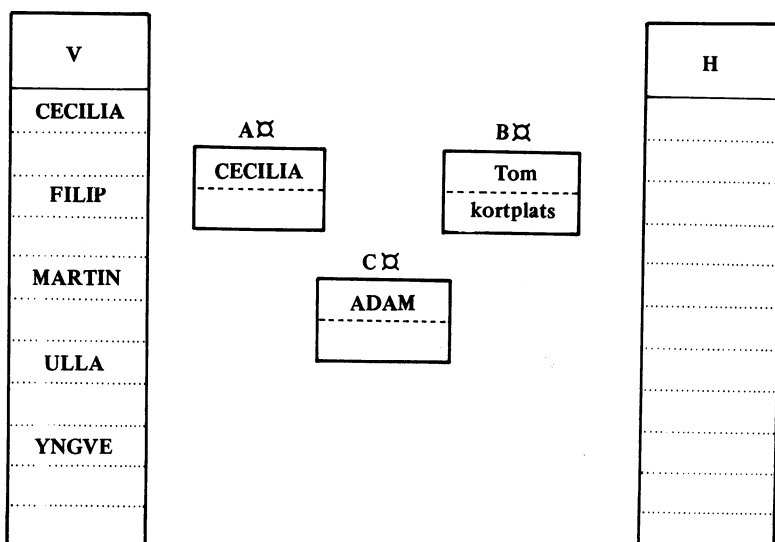 V
H
CECILIA
A¤
B¤
CECILIA
Tom
FILIP
kortplats
C¤
MARTIN
ADAM
ULLA
YNGVE